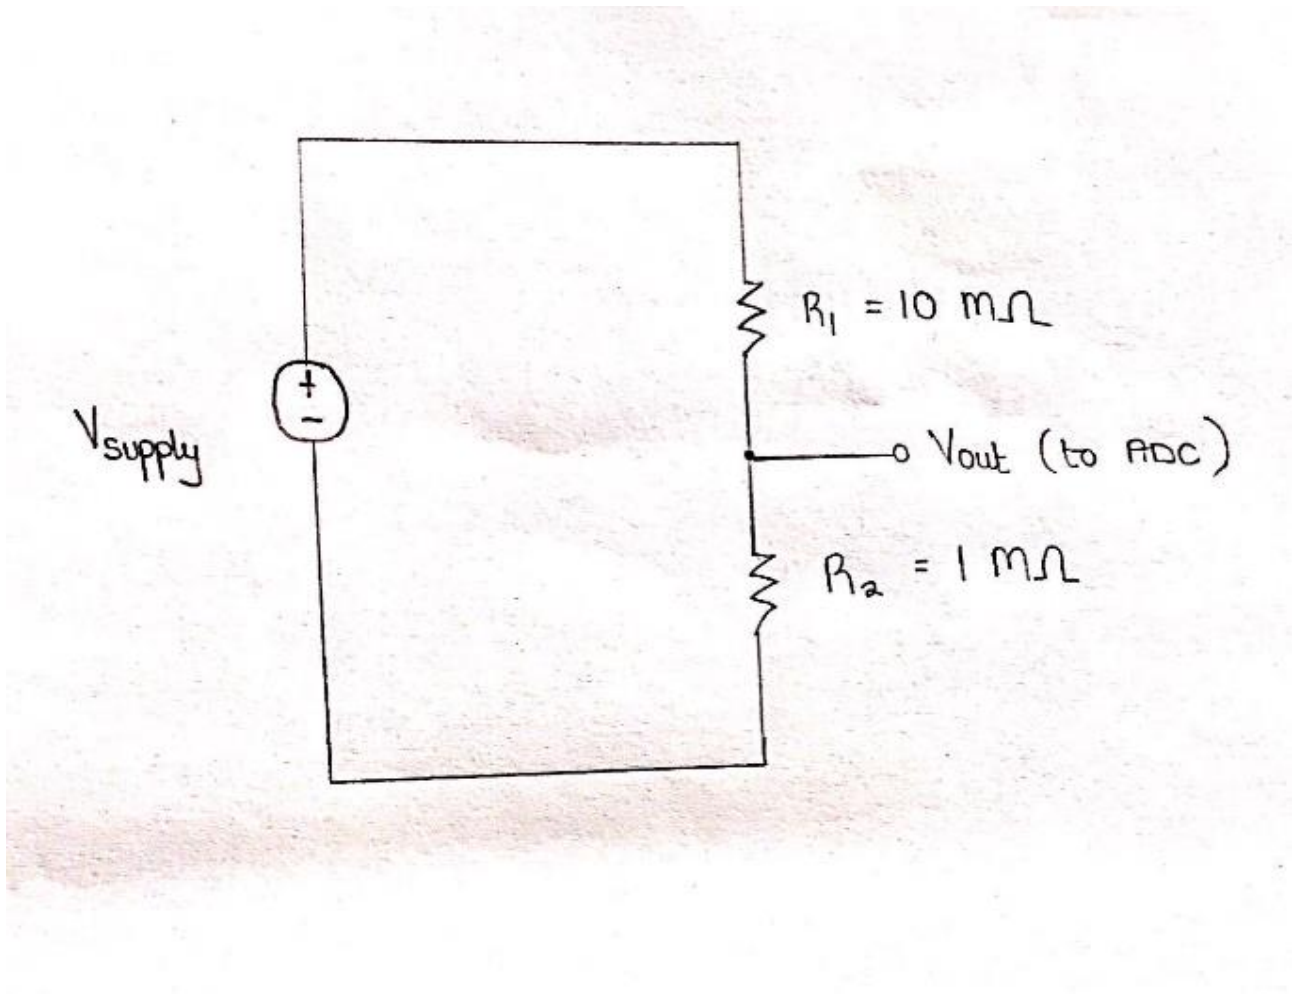 R1 = 10 mΩ
+
−
Vsupply
Vout (to ADC)
R2 = 1 mΩ